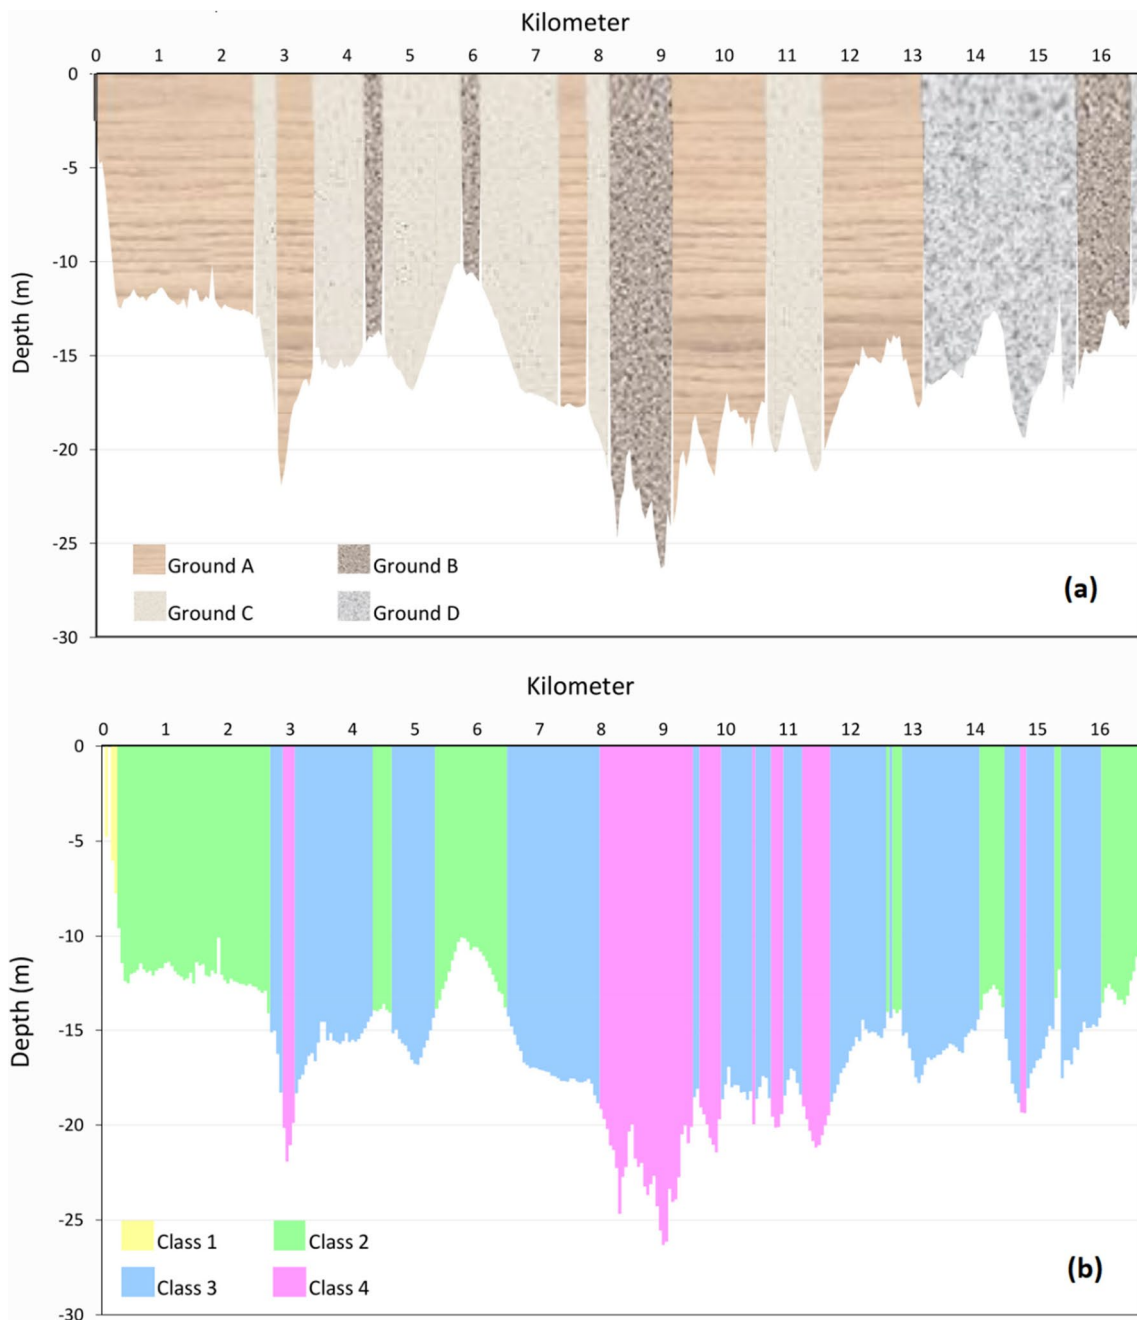 Kilometer
0 1 2 3 4 5 6 7 8 9 10 11 12 13 14 15 16
0
-5
-10
-15
-20
-25
-30
Depth (m)
Ground A Ground B
Ground C Ground D
(a)
Kilometer
0 1 2 3 4 5 6 7 8 9 10 11 12 13 14 15 16
0
-5
-10
-15
-20
-25
-30
Depth (m)
Class 1 Class 2
Class 3 Class 4
(b)